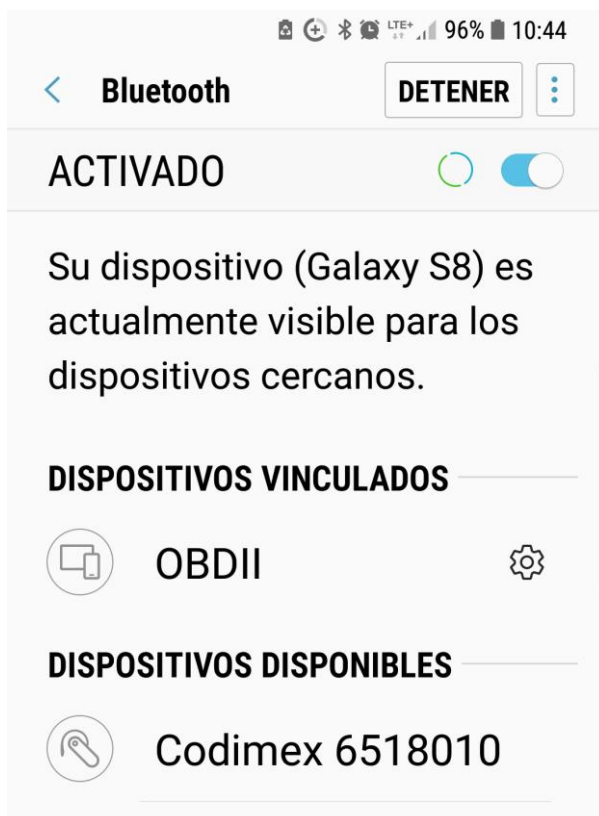 LTE+ 96% 10:44
Bluetooth DETENER
ACTIVADO
Su dispositivo (Galaxy S8) es
actualmente visible para los
dispositivos cercanos.
DISPOSITIVOS VINCULADOS
OBDII
DISPOSITIVOS DISPONIBLES
Codimex 6518010